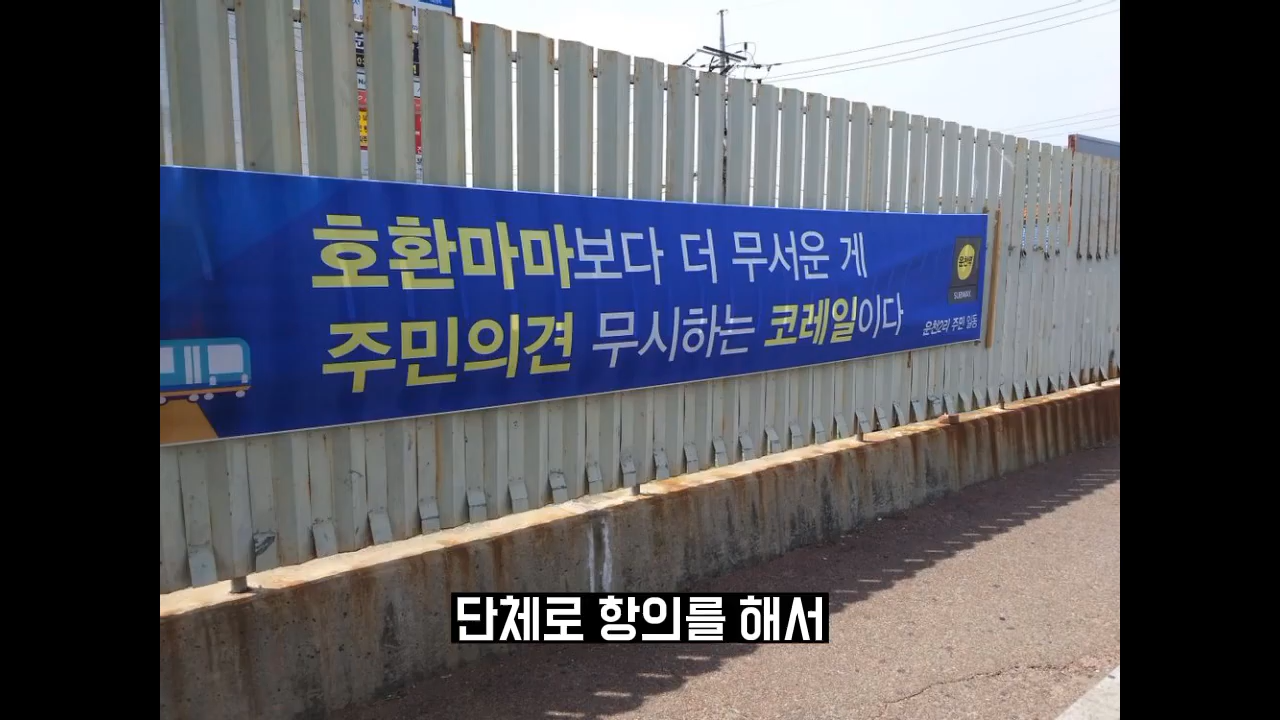 호환마마보다 더 무서운 게
주민의견 무시하는 코레일이다
운천역
SUBWAY
운천2리 주민 일동
단체로 항의를 해서